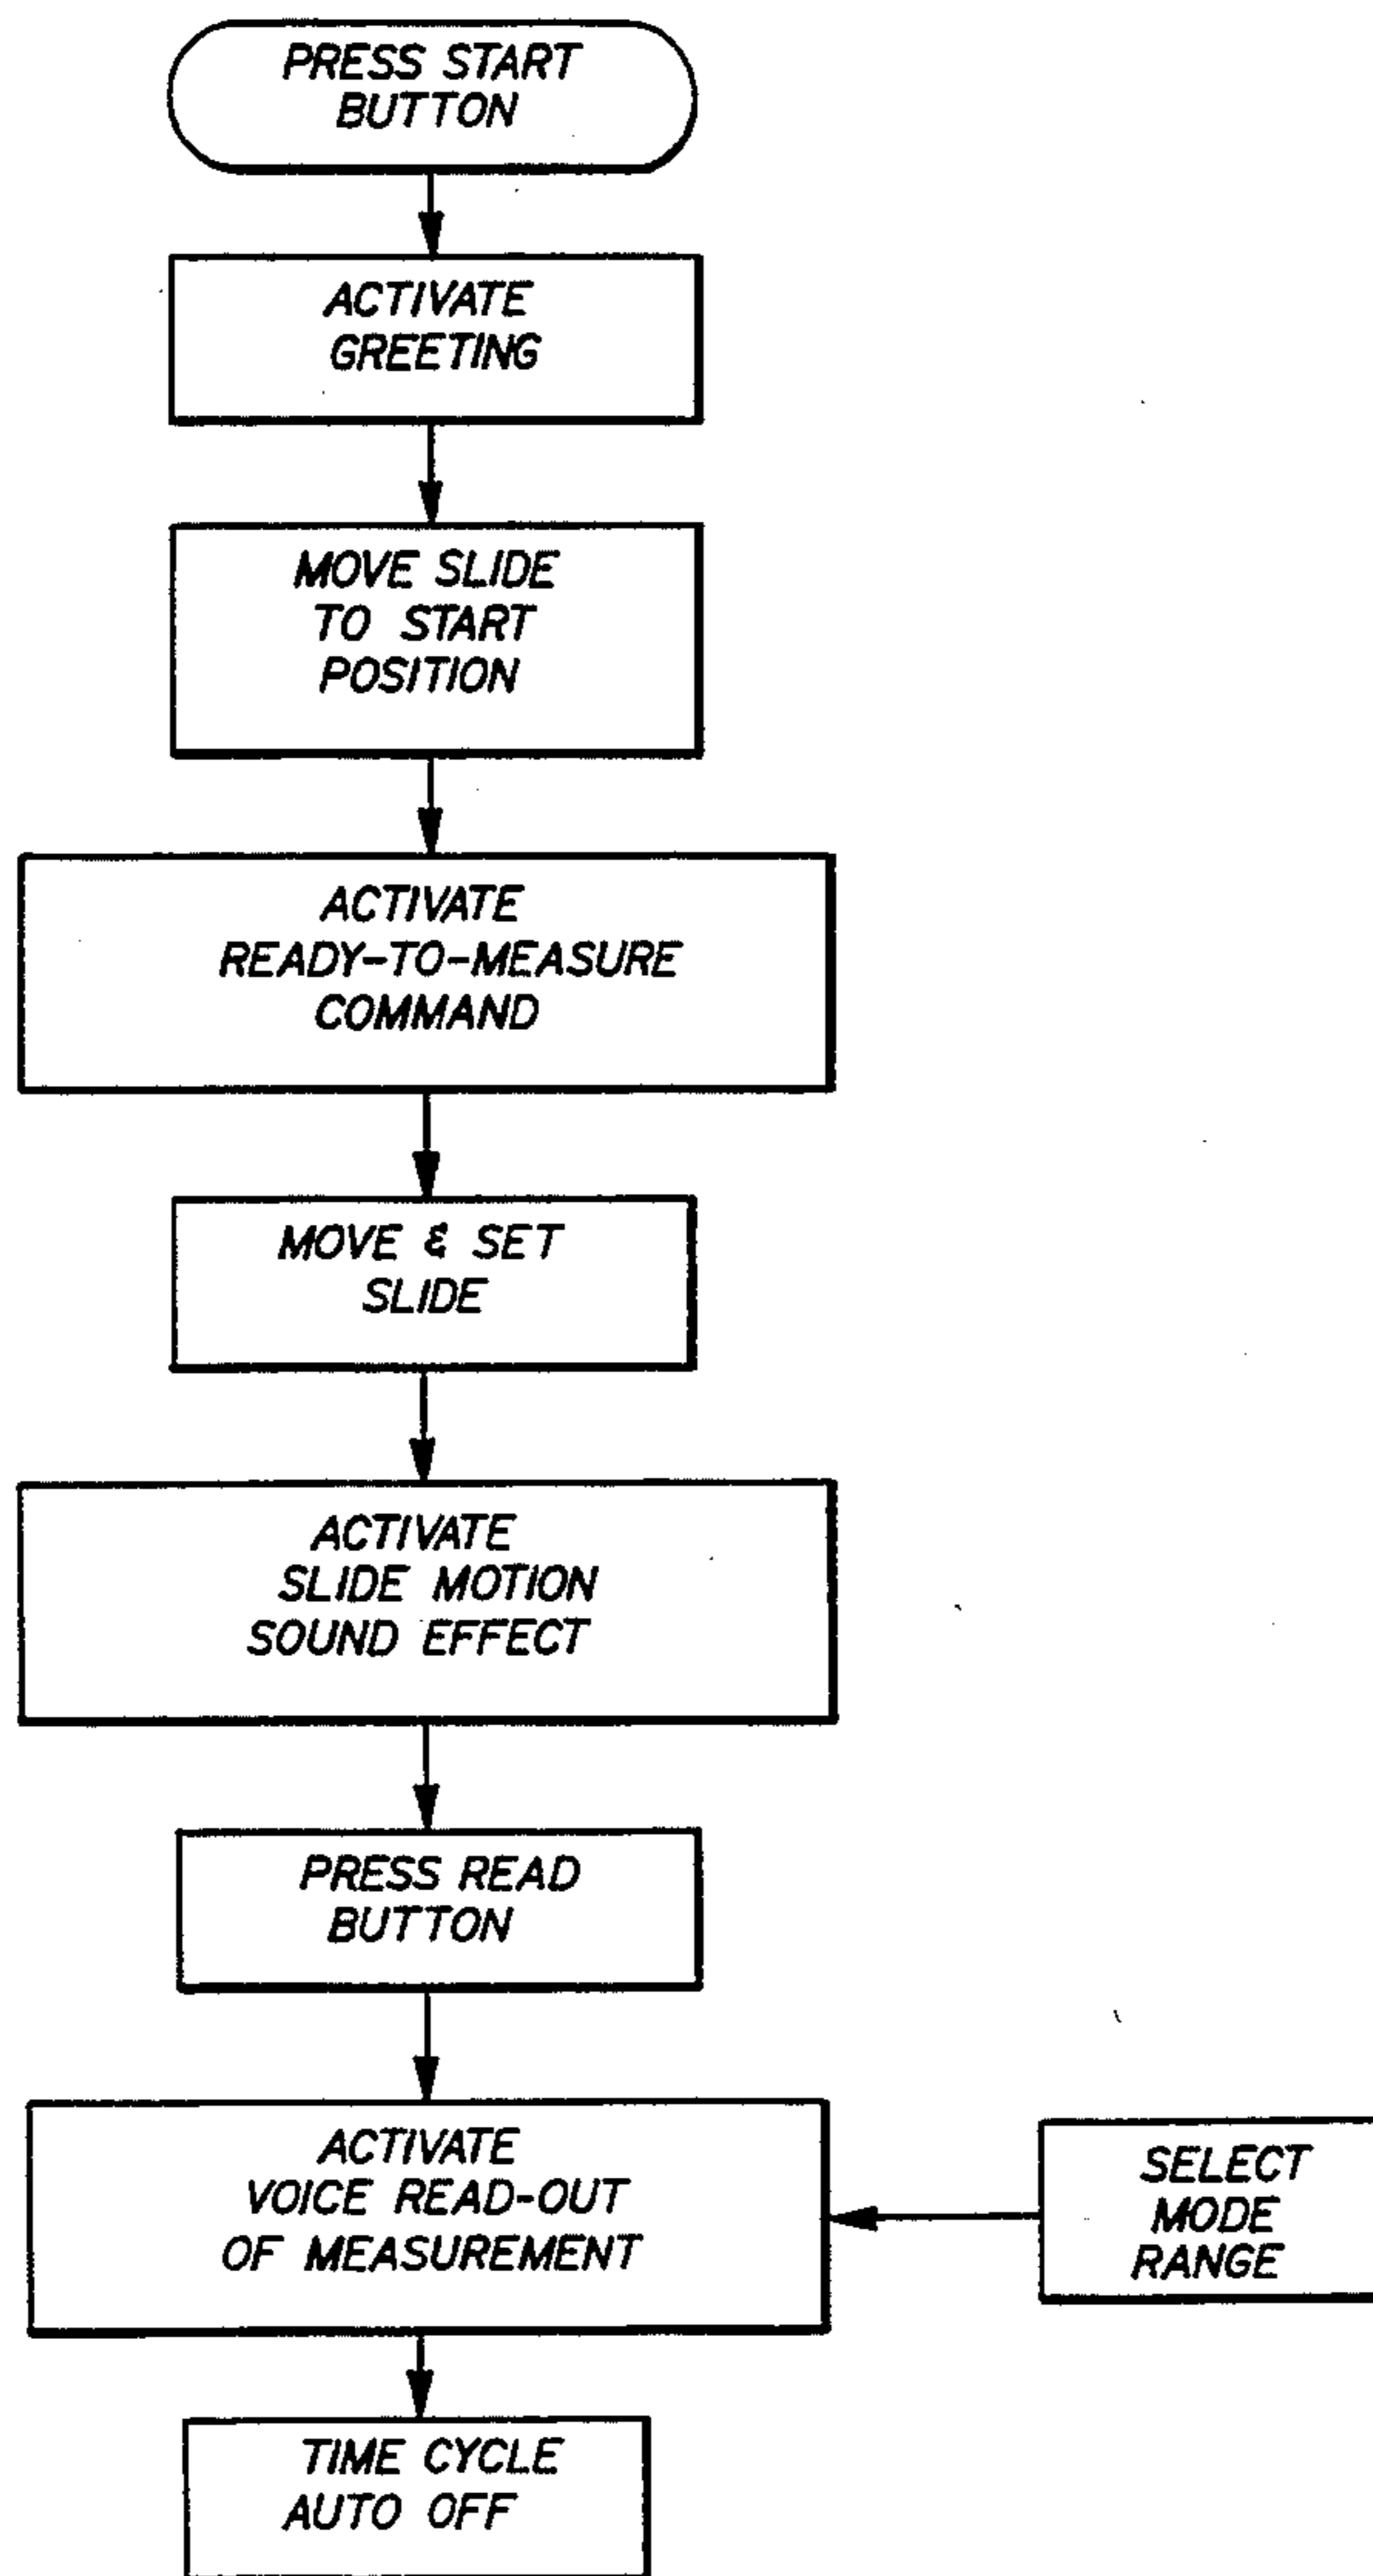 PRESS START
BUTTON
ACTIVATE
GREETING
MOVE SLIDE
TO START
POSITION
ACTIVATE
READY-TO-MEASURE
COMMAND
MOVE & SET
SLIDE
ACTIVATE
SLIDE MOTION
SOUND EFFECT
PRESS READ
BUTTON
ACTIVATE
VOICE READ-OUT
OF MEASUREMENT
SELECT
MODE
RANGE
TIME CYCLE
AUTO OFF